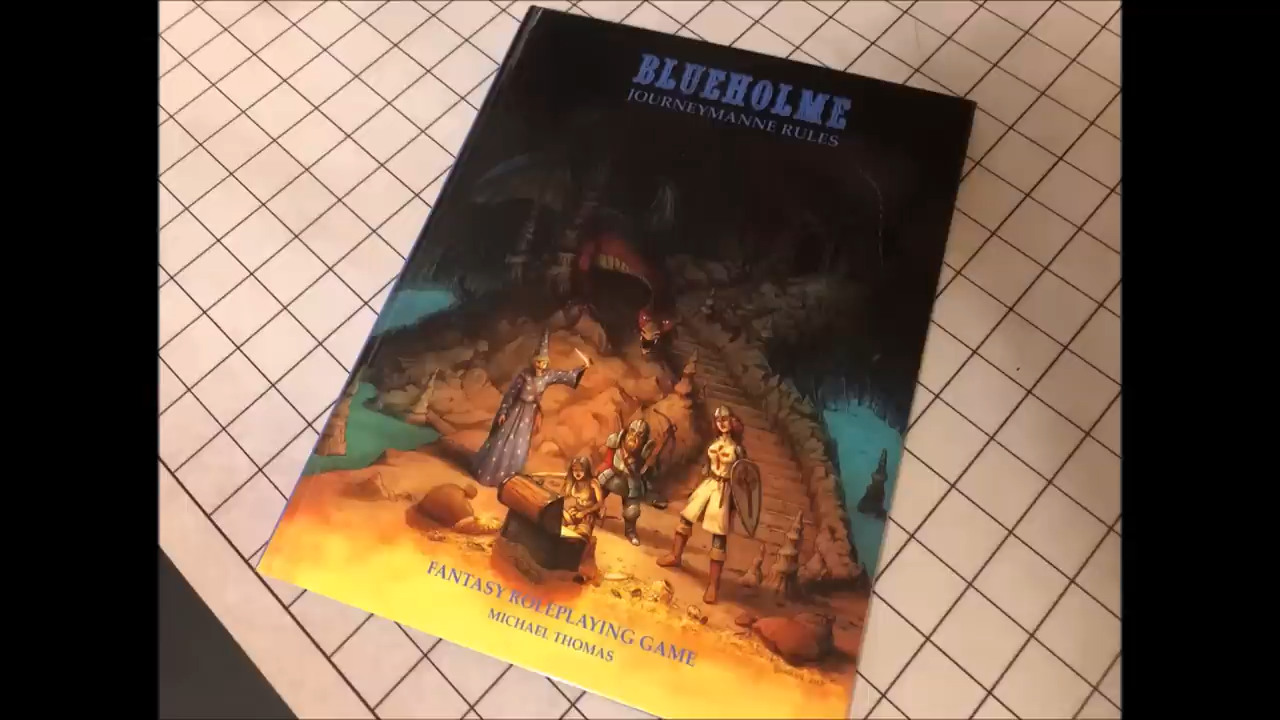 BLUEHOLME
JOURNEYMANNE RULES
FANTASY ROLEPLAYING GAME
MICHAEL THOMAS